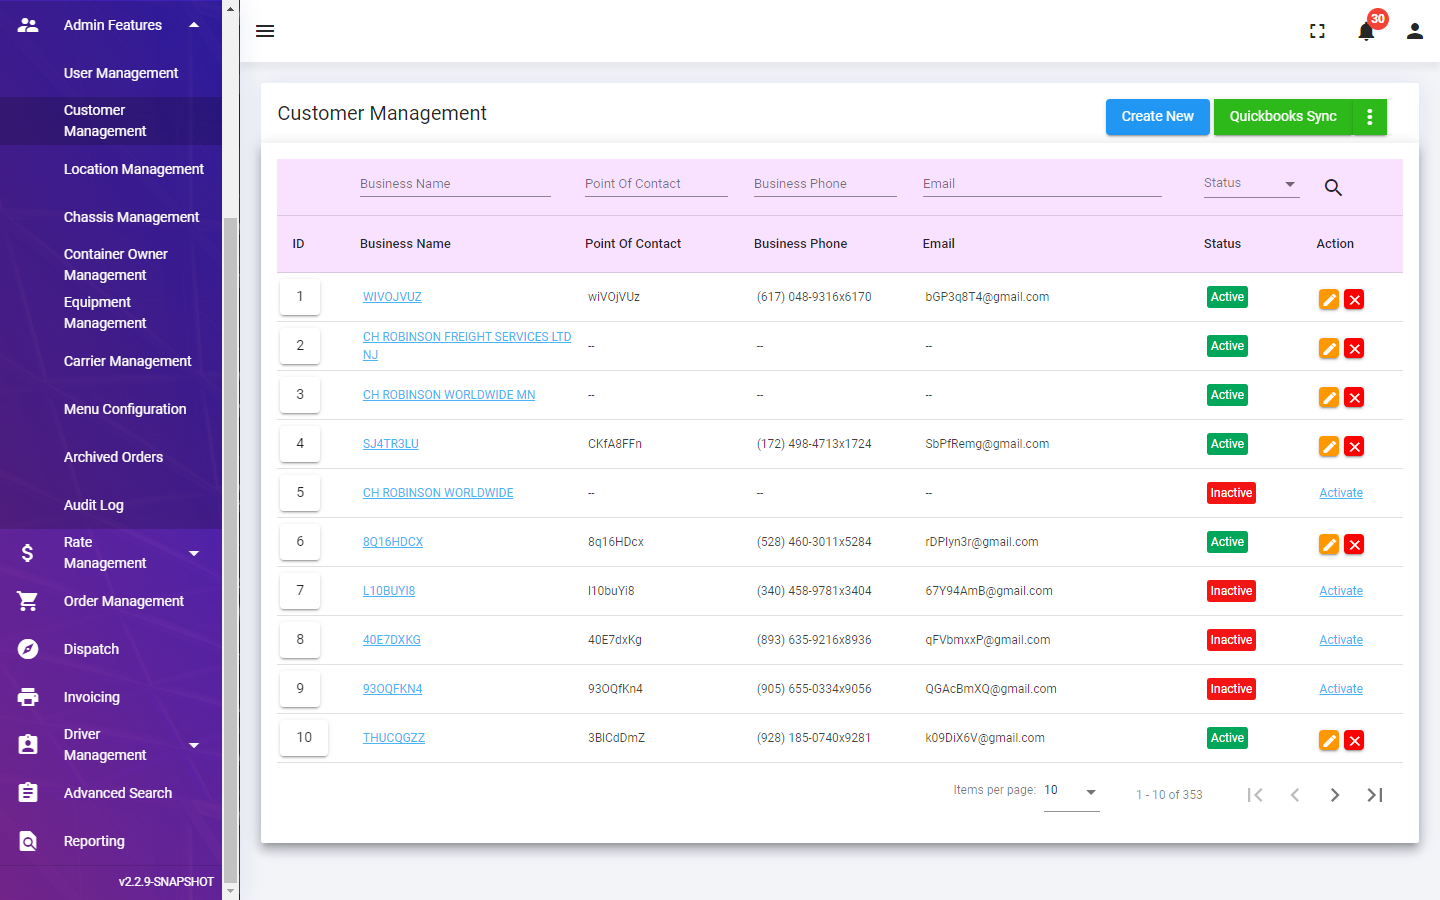 Admin Features
User Management
Customer
Management
Location Management
Chassis Management
Container Owner
Management
Equipment
Management
Carrier Management
Menu Configuration
Archived Orders
Audit Log
Rate
Management
Order Management
Dispatch
Invoicing
Driver
Management
Advanced Search
Reporting
v2.2.9-SNAPSHOT
30
Customer Management
Create New
Quickbooks Sync
Business Name Point Of Contact Business Phone Email Status
ID Business Name Point Of Contact Business Phone Email Status Action
1 WIVOJVUZ wiVOjVUz (617) 048-9316x6170 bGP3q8T4@gmail.com Active
2 CH ROBINSON FREIGHT SERVICES LTD NJ -- -- -- Active
3 CH ROBINSON WORLDWIDE MN -- -- -- Active
4 SJ4TR3LU CKfA8FFn (172) 498-4713x1724 SbPfRemg@gmail.com Active
5 CH ROBINSON WORLDWIDE -- -- -- Inactive Activate
6 8Q16HDCX 8q16HDcx (528) 460-3011x5284 rDPIyn3r@gmail.com Active
7 L10BUYI8 l10buYi8 (340) 458-9781x3404 67Y94AmB@gmail.com Inactive Activate
8 40E7DXKG 40E7dxKg (893) 635-9216x8936 qFVbmxxP@gmail.com Inactive Activate
9 93OQFKN4 93OQfKn4 (905) 655-0334x9056 QGAcBmXQ@gmail.com Inactive Activate
10 THUCQGZZ 3BICdDmZ (928) 185-0740x9281 k09DiX6V@gmail.com Active
Items per page: 10 1 - 10 of 353